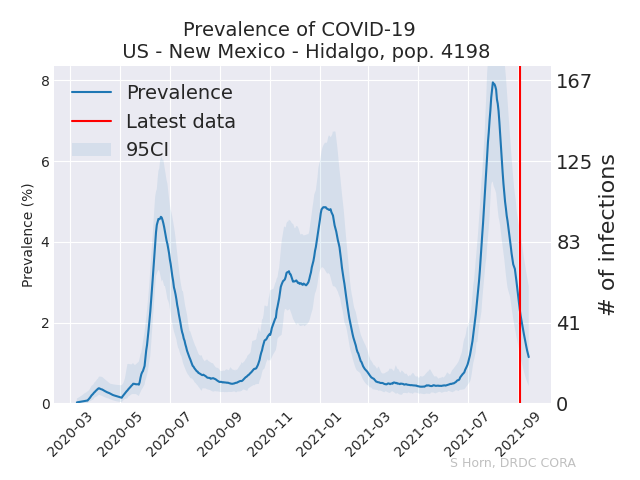 Prevalence of COVID-19
US - New Mexico - Hidalgo, pop. 4198
Prevalence
Latest data
95CI
Prevalence (%)
8
6
4
2
0
167
125
83
41
0
# of infections
2020-03
2020-05
2020-07
2020-09
2020-11
2021-01
2021-03
2021-05
2021-07
2021-09
S Horn, DRDC CORA